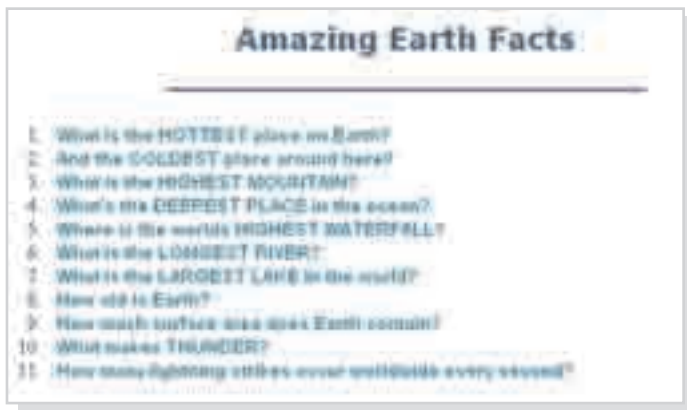 Amazing Earth Facts
1. What is the HOTTEST place on Earth?
2. And the COLDEST place around here?
3. What is the HIGHEST MOUNTAIN?
4. What's the DEEPEST PLACE in the ocean?
5. Where is the worlds HIGHEST WATERFALL?
6. What is the LONGEST RIVER?
7. What is the LARGEST LAKE in the world?
8. How old is Earth?
9. How much surface area does Earth contain?
10. What makes THUNDER?
11. How many lightning strikes occur worldwide every second?